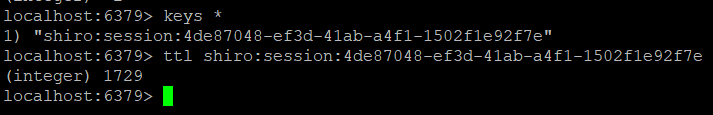 localhost:6379> keys *
1) "shiro:session:4de87048-ef3d-41ab-a4f1-1502f1e92f7e"
localhost:6379> ttl shiro:session:4de87048-ef3d-41ab-a4f1-1502f1e92f7e
(integer) 1729
localhost:6379>